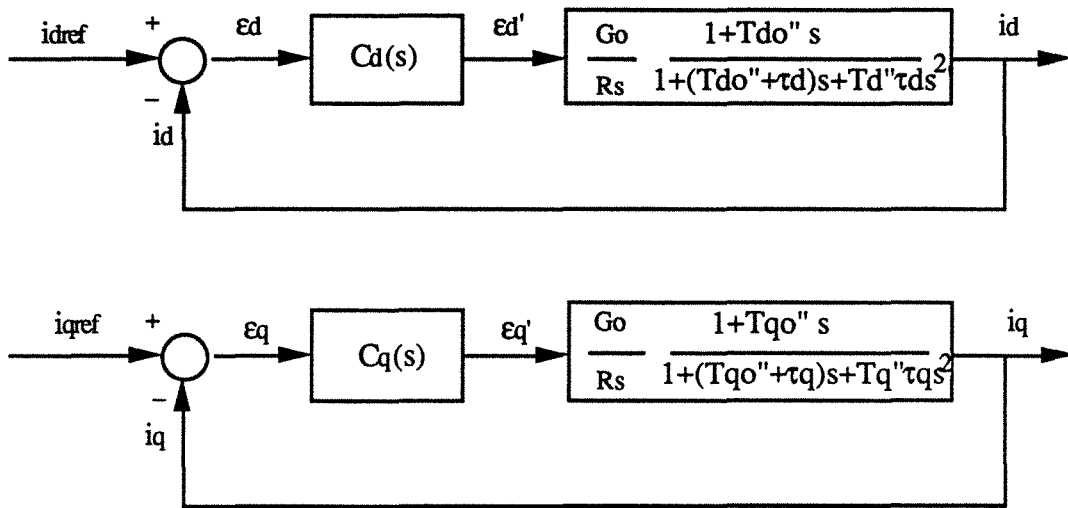 idref
+
εd
Cd(s)
εd'
Go
Rs
1+Tdo" s
1+(Tdo"+τd)s+Td"τds²
id
−
id
iqref
+
εq
Cq(s)
εq'
Go
Rs
1+Tqo" s
1+(Tqo"+τq)s+Tq"τqs²
iq
−
iq